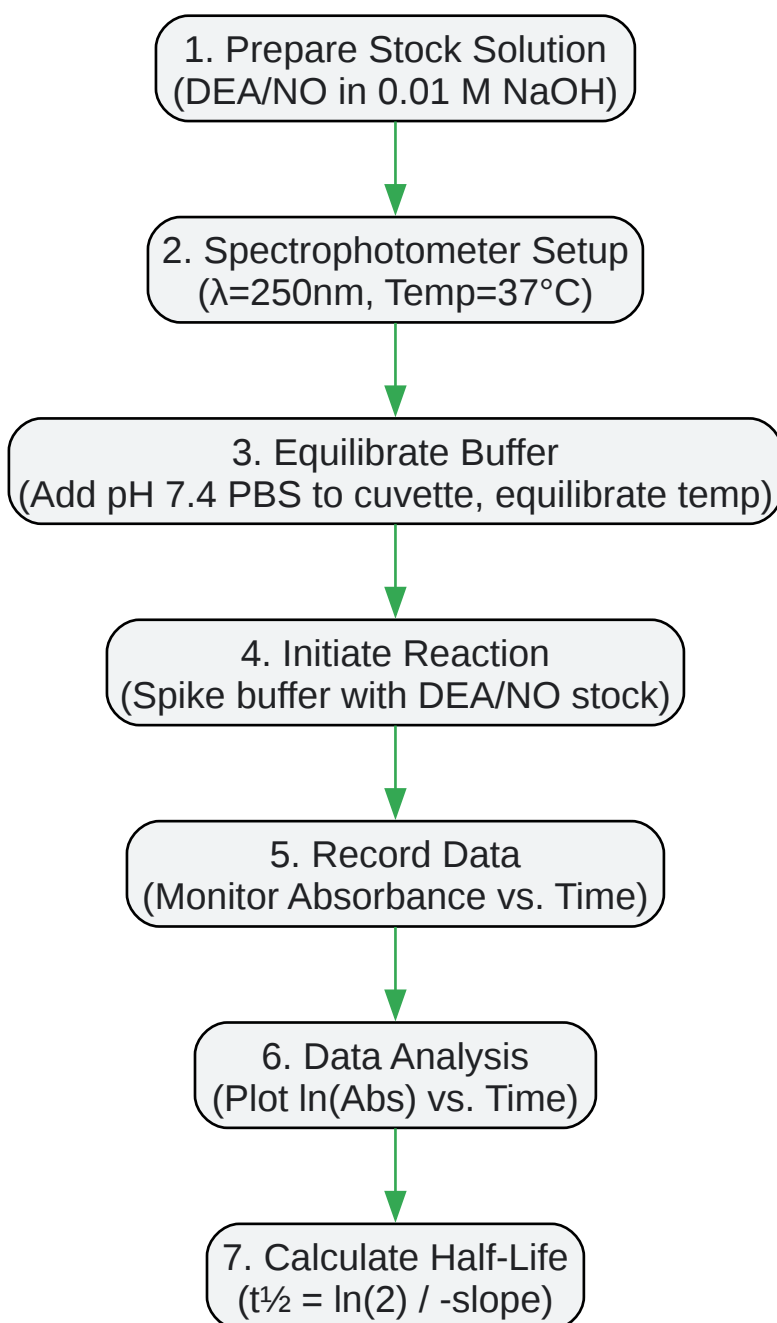 1. Prepare Stock Solution
(DEA/NO in 0.01 M NaOH)
2. Spectrophotometer Setup
(λ=250nm, Temp=37°C)
3. Equilibrate Buffer
(Add pH 7.4 PBS to cuvette, equilibrate temp)
4. Initiate Reaction
(Spike buffer with DEA/NO stock)
5. Record Data
(Monitor Absorbance vs. Time)
6. Data Analysis
(Plot ln(Abs) vs. Time)
7. Calculate Half-Life
(t½ = ln(2) / -slope)